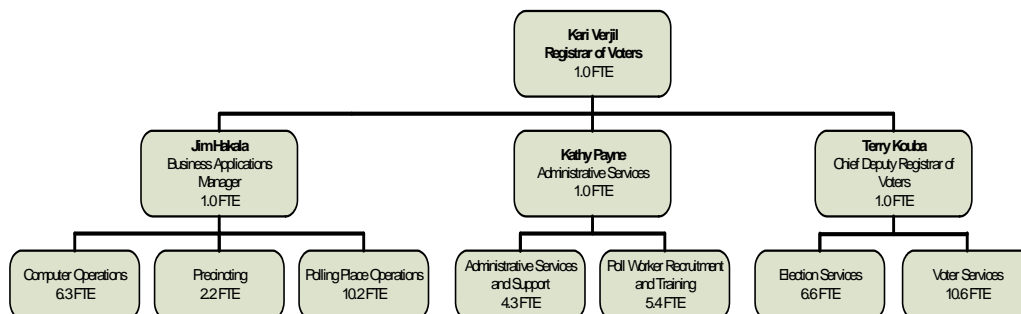 Kari Verjil
Registrar of Voters
1.0 FTE
Jim Hakala
Business Applications
Manager
1.0 FTE
Kathy Payne
Administrative Services
1.0 FTE
Terry Kouba
Chief Deputy Registrar of
Voters
1.0 FTE
Computer Operations
6.3 FTE
Precincting
2.2 FTE
Polling Place Operations
10.2 FTE
Administrative Services
and Support
4.3 FTE
Poll Worker Recruitment
and Training
5.4 FTE
Election Services
6.6 FTE
Voter Services
10.6 FTE